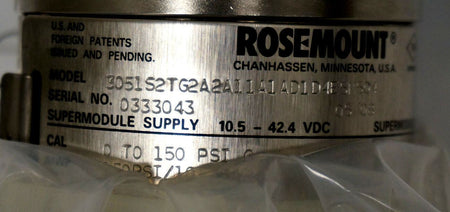 U.S. AND
FOREIGN PATENTS
ISSUED AND PENDING.
ROSEMOUNT
CHANHASSEN, MINNESOTA, U.S.A.
MODEL 3051S2TG2A2A11A1AD1D4
SERIAL NO. 0333043
SUPERMODULE SUPPLY 10.5 – 42.4 VDC
CAL 0 TO 150 PSI